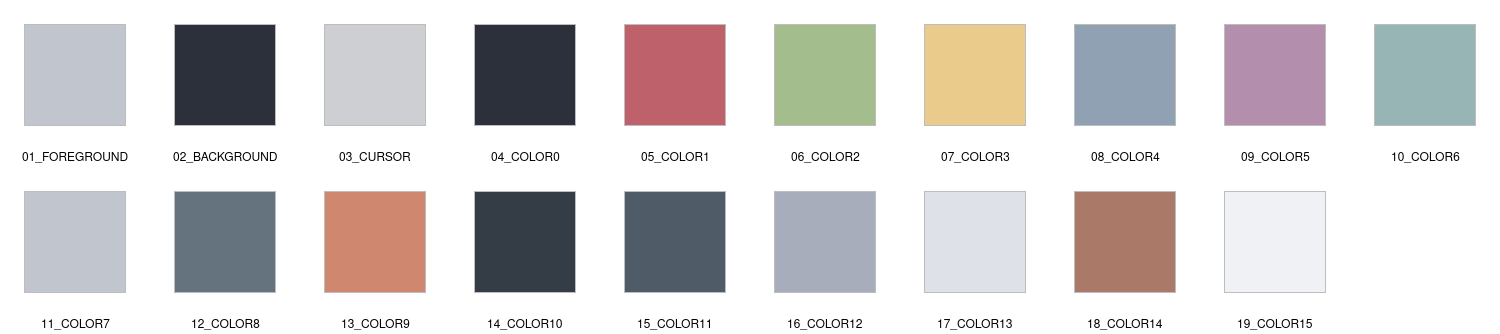 01_FOREGROUND 02_BACKGROUND 03_CURSOR 04_COLOR0 05_COLOR1 06_COLOR2 07_COLOR3 08_COLOR4 09_COLOR5 10_COLOR6
11_COLOR7 12_COLOR8 13_COLOR9 14_COLOR10 15_COLOR11 16_COLOR12 17_COLOR13 18_COLOR14 19_COLOR15